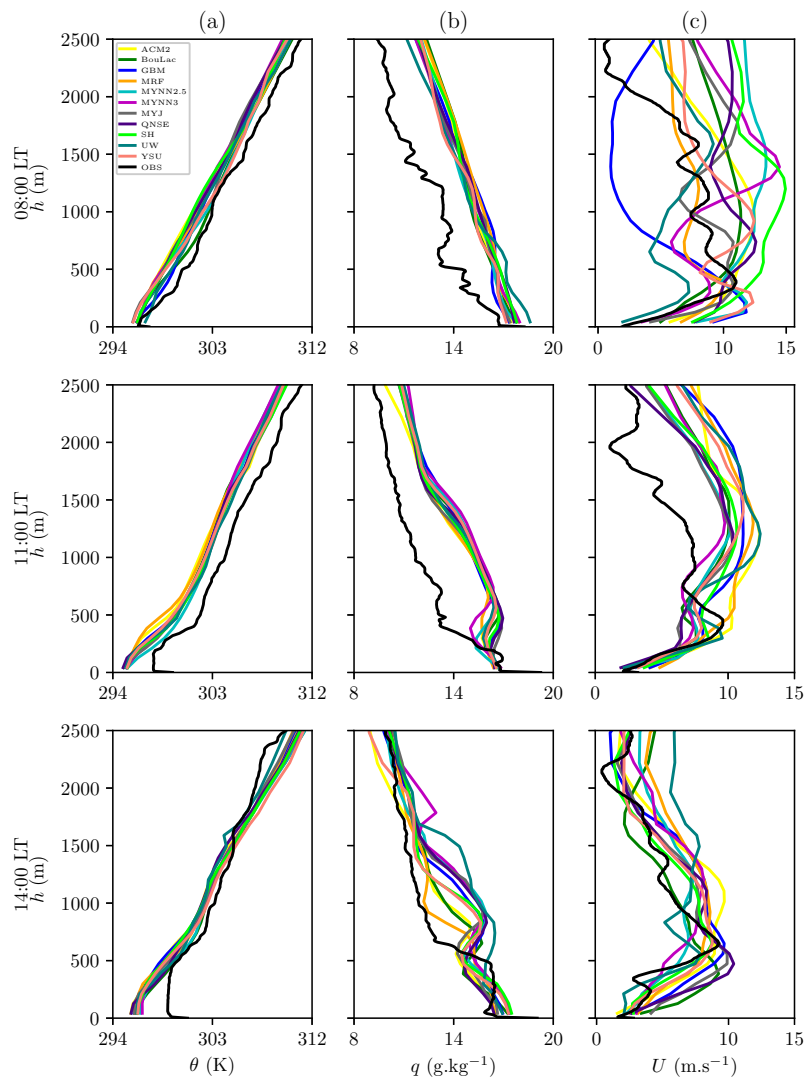 (a) (b) (c)
2500
2000
1500
1000
500
0
08:00 LT
h (m)
ACM2
BouLac
GBM
MRF
MYNN2.5
MYNN3
MYJ
QNSE
SH
UW
YSU
OBS
294 303 312
8 14 20
0 10 15
2500
2000
1500
1000
500
0
11:00 LT
h (m)
294 303 312
8 14 20
0 10 15
2500
2000
1500
1000
500
0
14:00 LT
h (m)
294 303 312
8 14 20
0 10 15
θ (K) q (g.kg⁻¹) U (m.s⁻¹)